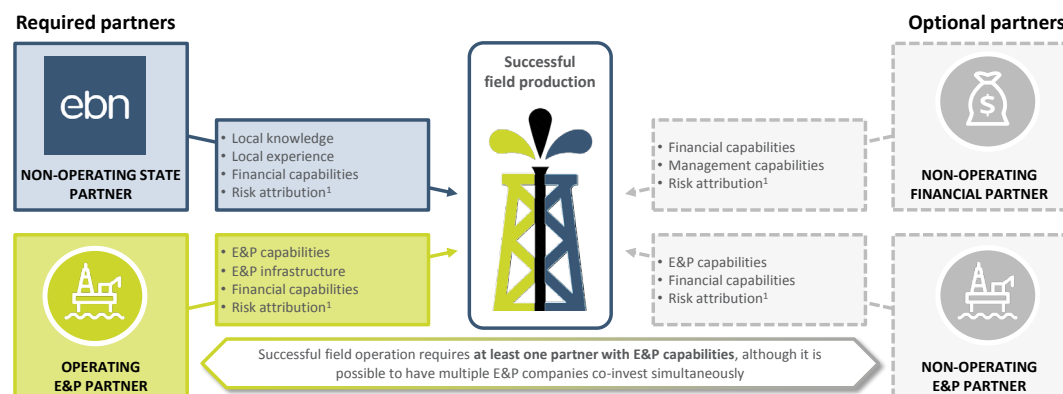 Required partners
Optional partners
ebn
NON-OPERATING STATE
PARTNER
• Local knowledge
• Local experience
• Financial capabilities
• Risk attribution¹
OPERATING
E&P PARTNER
• E&P capabilities
• E&P infrastructure
• Financial capabilities
• Risk attribution¹
Successful
field production
• Financial capabilities
• Management capabilities
• Risk attribution¹
$
NON-OPERATING
FINANCIAL PARTNER
• E&P capabilities
• Financial capabilities
• Risk attribution¹
NON-OPERATING
E&P PARTNER
Successful field operation requires at least one partner with E&P capabilities, although it is
possible to have multiple E&P companies co-invest simultaneously